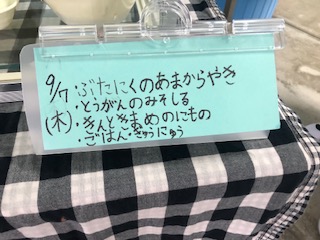 9/7・ぶたにくのあまからやき
・とうがんのみそしる
(木)・きんときまめのにもの
・ごはん・ぎゅうにゅう